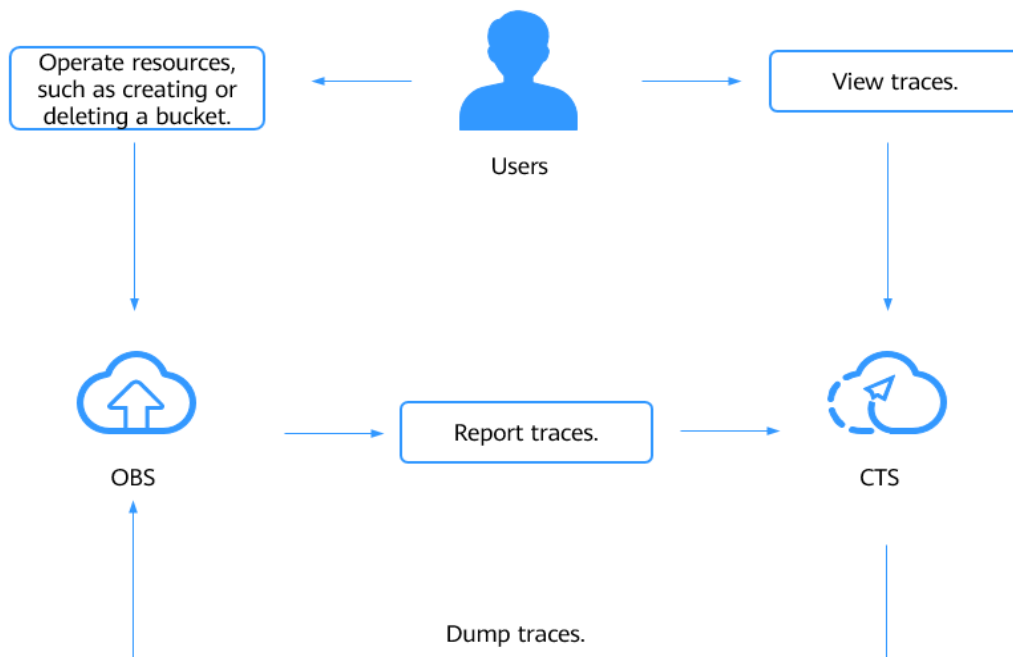 Operate resources,
such as creating or
deleting a bucket.
View traces.
Users
Report traces.
OBS
CTS
Dump traces.